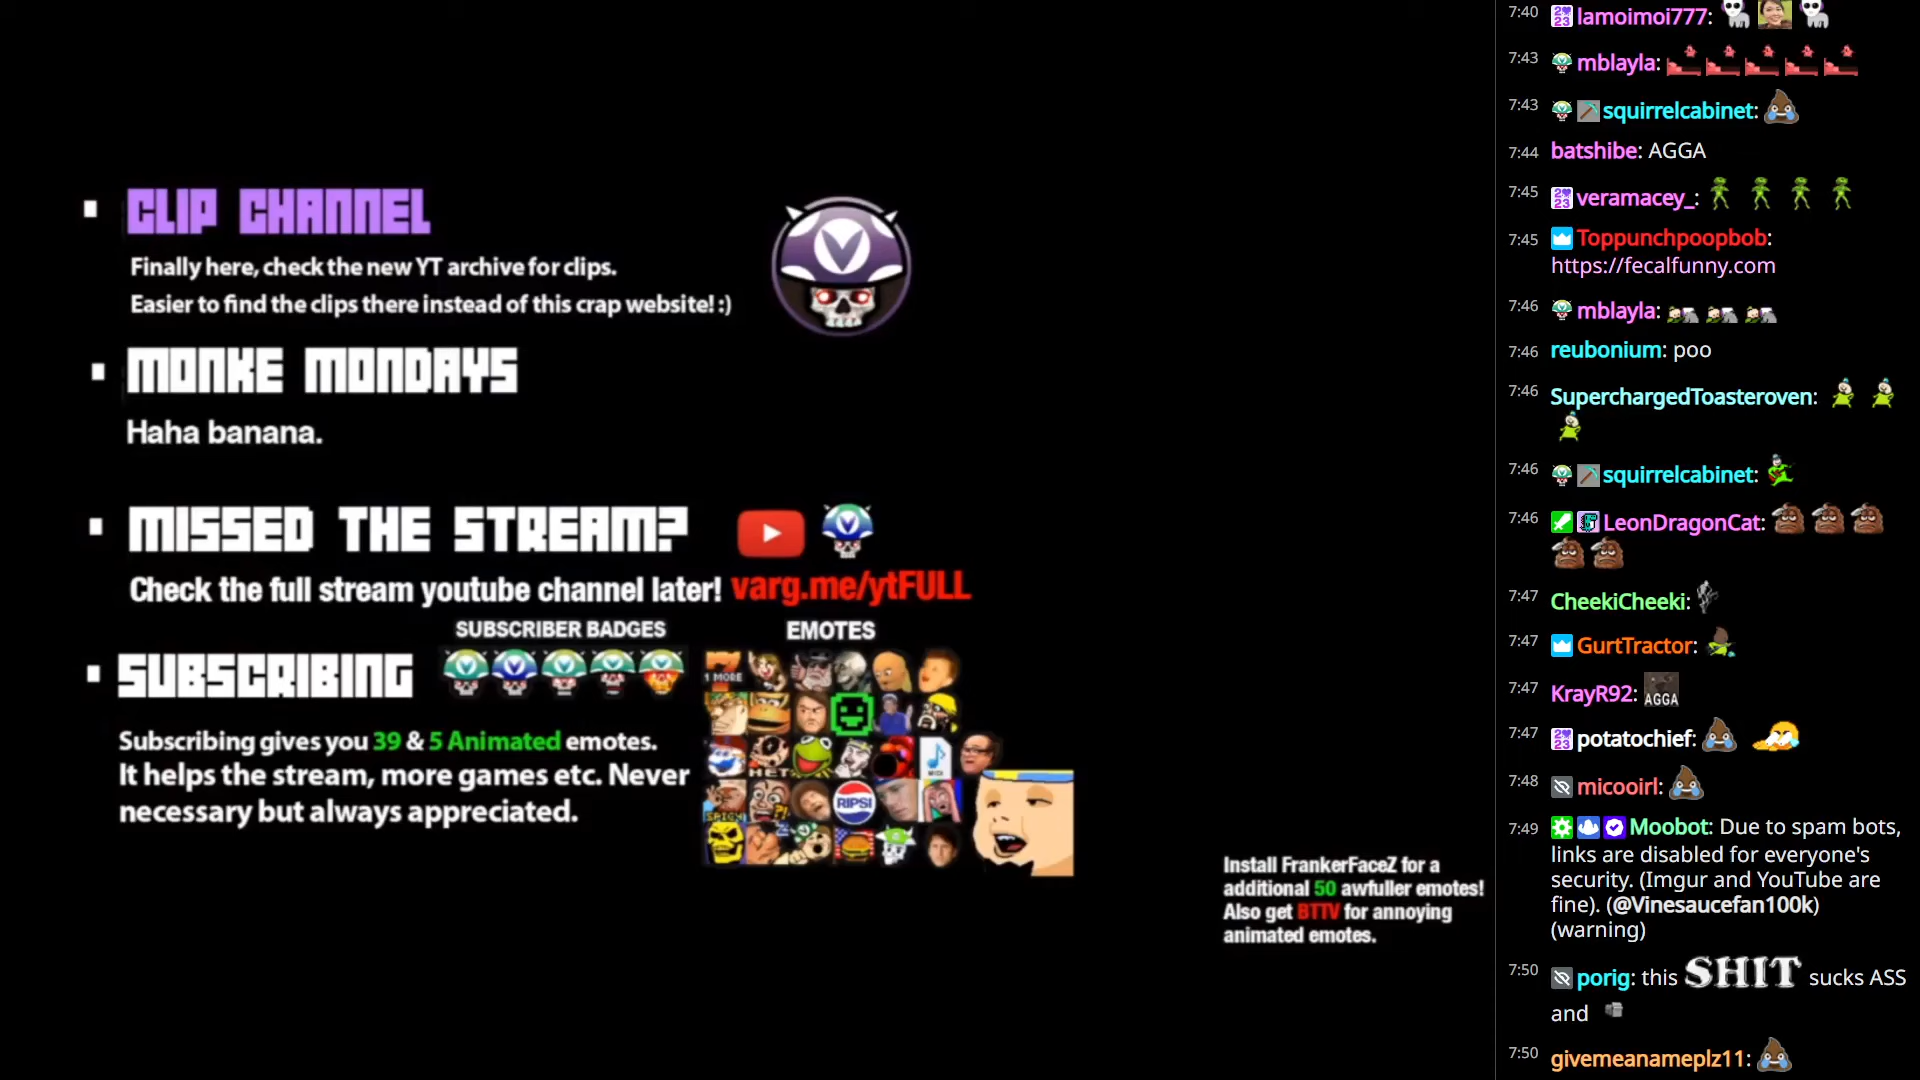 CLIP CHANNEL
Finally here, check the new YT archive for clips.
Easier to find the clips there instead of this crap website! :)
MONKE MONDAYS
Haha banana.
MISSED THE STREAM?
Check the full stream youtube channel later! varg.me/ytFULL
SUBSCRIBER BADGES
EMOTES
SUBSCRIBING
Subscribing gives you 39 & 5 Animated emotes.
It helps the stream, more games etc. Never
necessary but always appreciated.
MORE
HET
MIDI
RIPSI
SPICY
?!
Install FrankerFaceZ for a
additional 50 awfuller emotes!
Also get BTTV for annoying
animated emotes.
7:40 lamoimoi777:
7:43 mblayla:
7:43 squirrelcabinet:
7:44 batshibe: AGGA
7:45 veramacey_:
7:45 Toppunchpoopbob:
https://fecalfunny.com
7:46 mblayla:
7:46 reubonium: poo
7:46 SuperchargedToasteroven:
7:46 squirrelcabinet:
7:46 LeonDragonCat:
7:47 CheekiCheeki:
7:47 GurtTractor:
7:47 KrayR92: AGGA
7:47 potatochief:
7:48 micooirl:
7:49 Moobot: Due to spam bots,
links are disabled for everyone's
security. (Imgur and YouTube are
fine). (@Vinesaucefan100k)
(warning)
7:50 porig: this SHIT sucks ASS
and
7:50 givemeanameplz11: